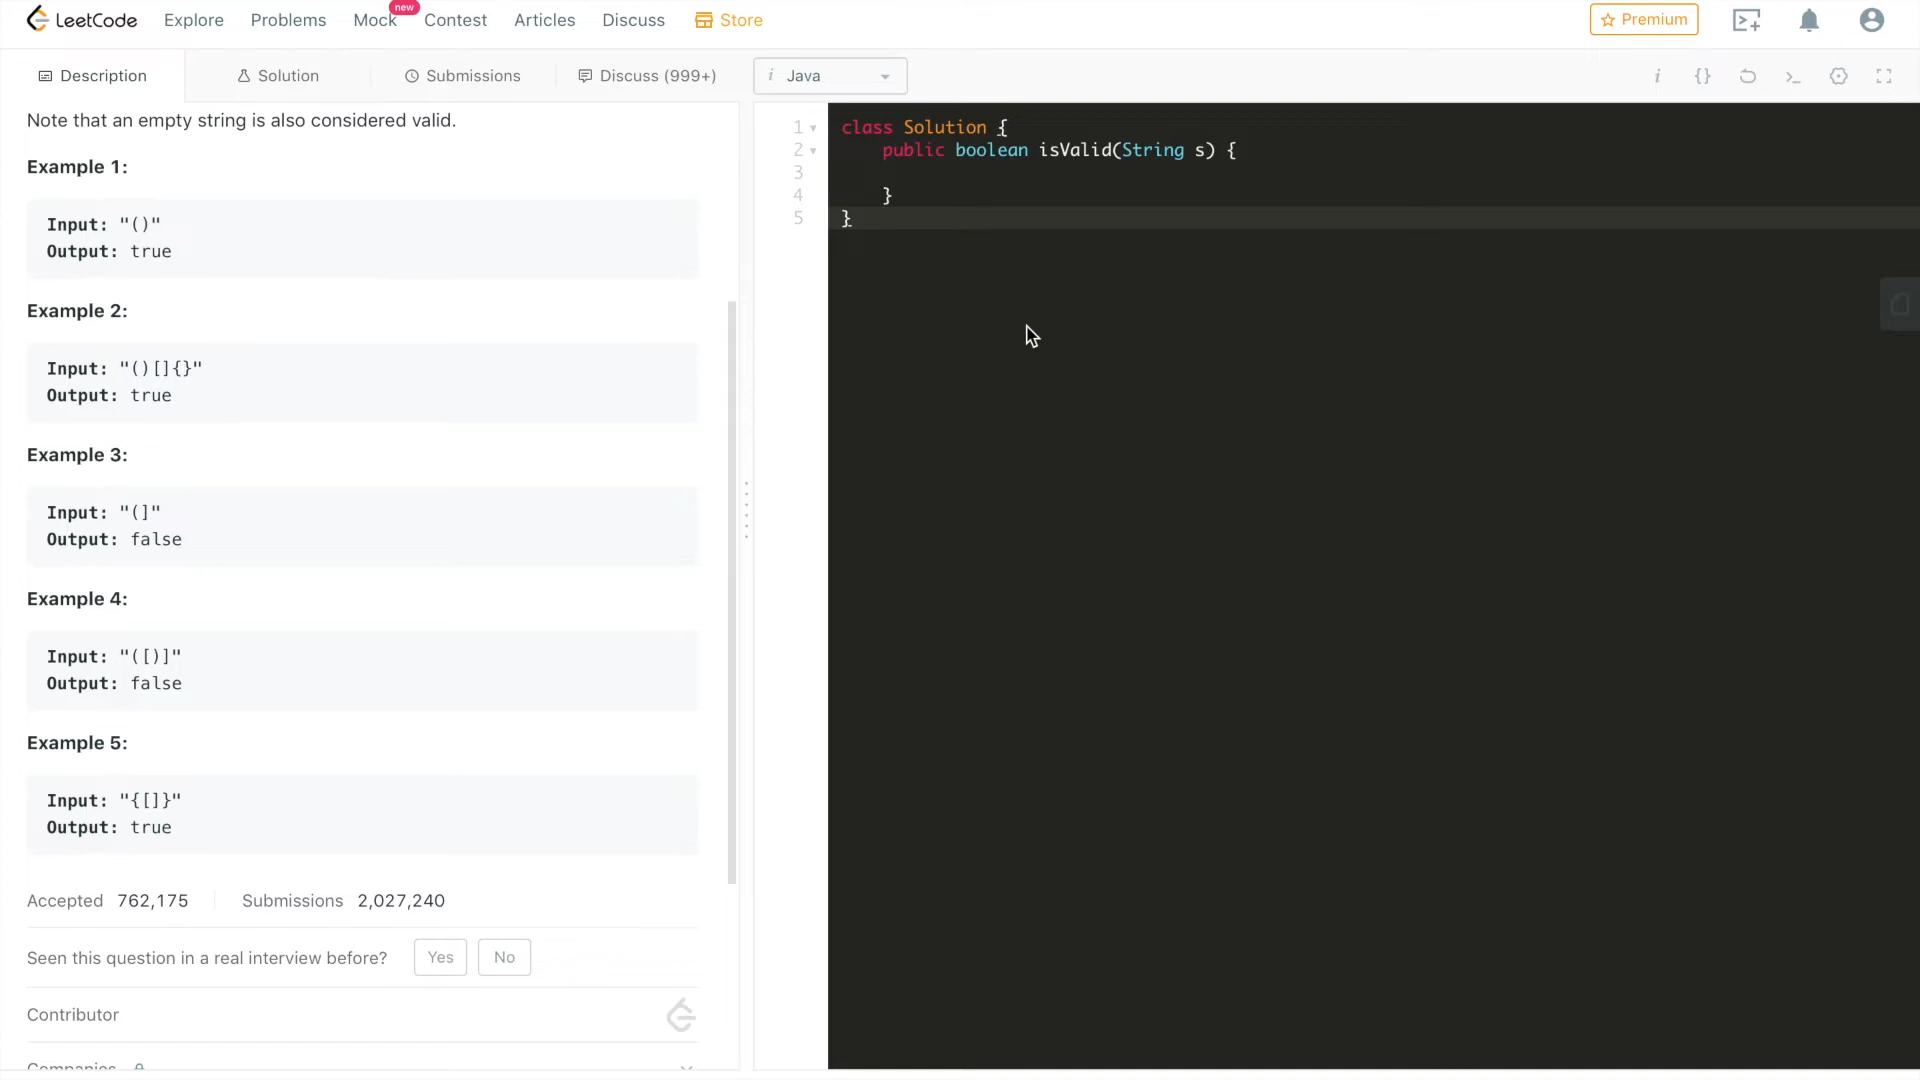 LeetCode Explore Problems Mock new Contest Articles Discuss Store Premium
Description Solution Submissions Discuss (999+) i Java i {}
Note that an empty string is also considered valid.
Example 1:
Input: "()"
Output: true
Example 2:
Input: "()[]{}"
Output: true
Example 3:
Input: "(]"
Output: false
Example 4:
Input: "([)]"
Output: false
Example 5:
Input: "{[]}"
Output: true
Accepted 762,175 Submissions 2,027,240
Seen this question in a real interview before? Yes No
Contributor
Companies
1 class Solution {
2 public boolean isValid(String s) {
3
4 }
5 }